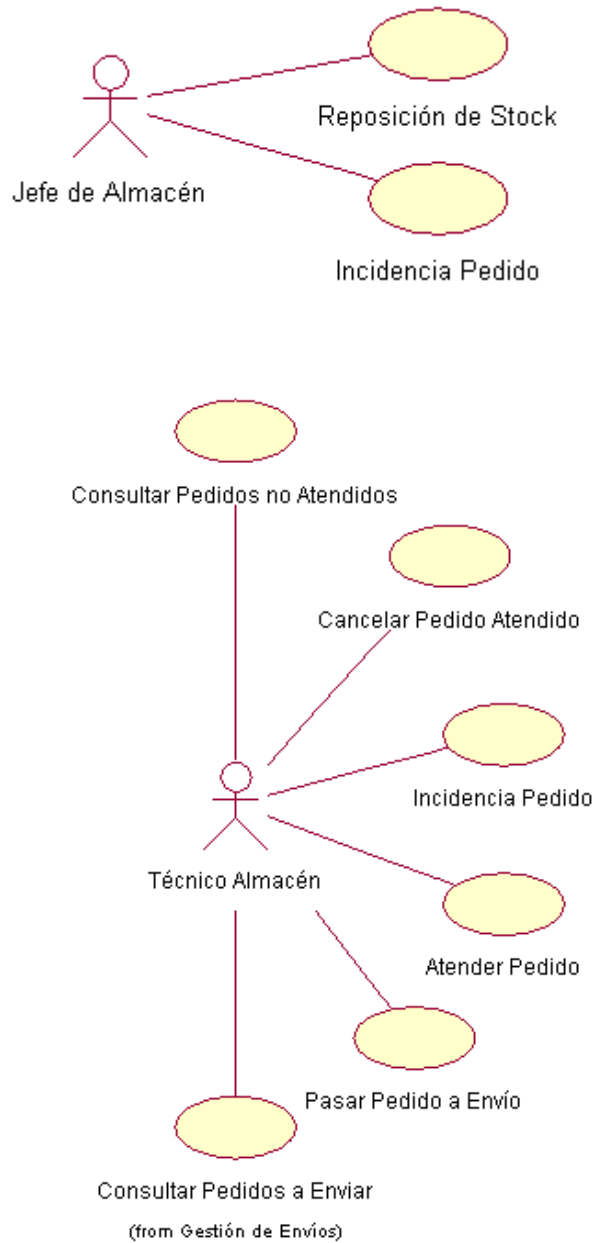 Reposición de Stock
Jefe de Almacén
Incidencia Pedido
Consultar Pedidos no Atendidos
Cancelar Pedido Atendido
Incidencia Pedido
Técnico Almacén
Atender Pedido
Pasar Pedido a Envío
Consultar Pedidos a Enviar
(from Gestión de Envíos)